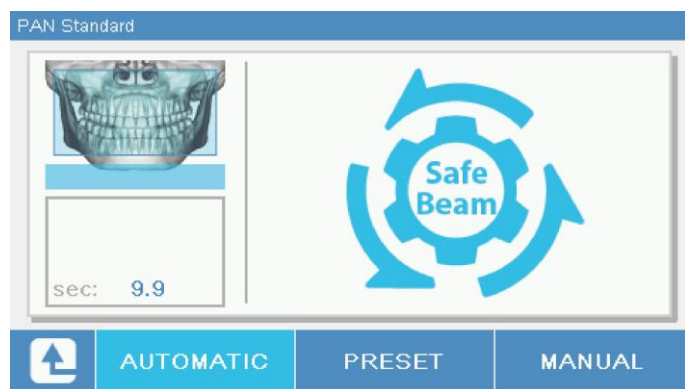 PAN Standard
Safe
Beam
sec: 9.9
AUTOMATIC PRESET MANUAL